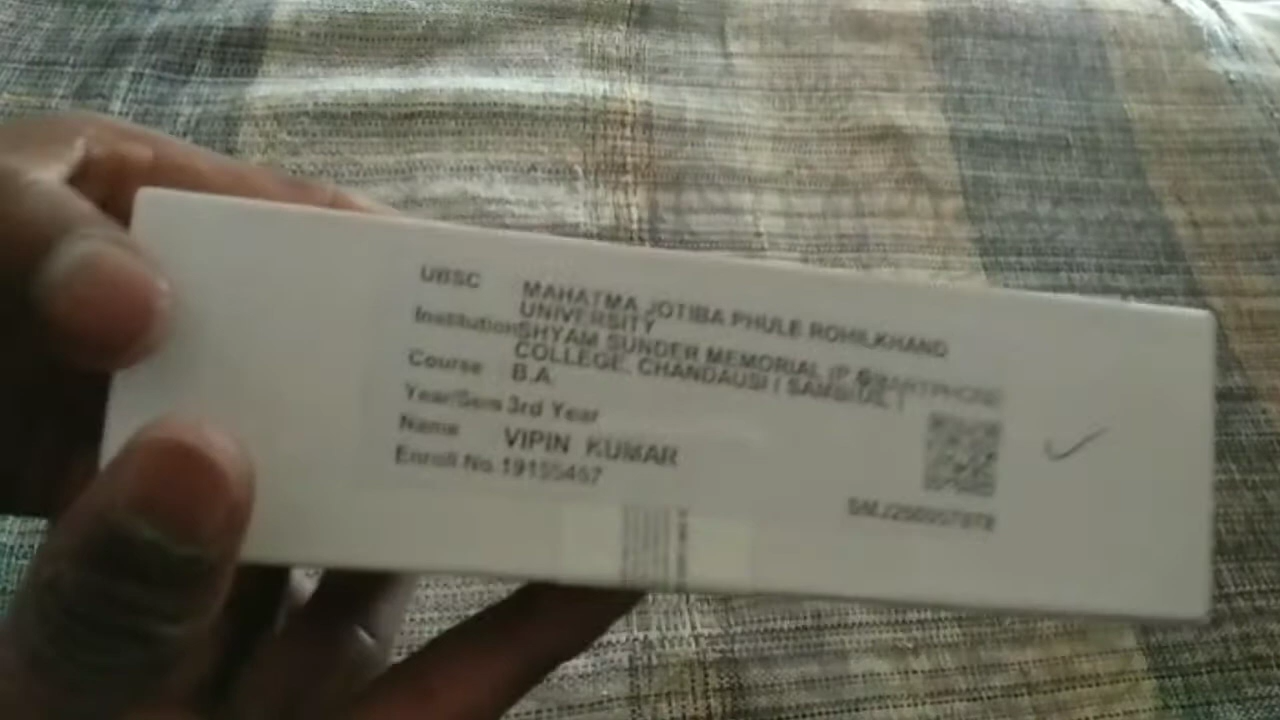 UBSC MAHATMA JOTIBA PHULE ROHILKHAND
UNIVERSITY
Institution SHYAM SUNDER MEMORIAL (P.G
SMARTPHONE
COLLEGE, CHANDAUSI (
Course B.A
Year/Sem 3rd Year
Name VIPIN KUMAR
Enroll.No.